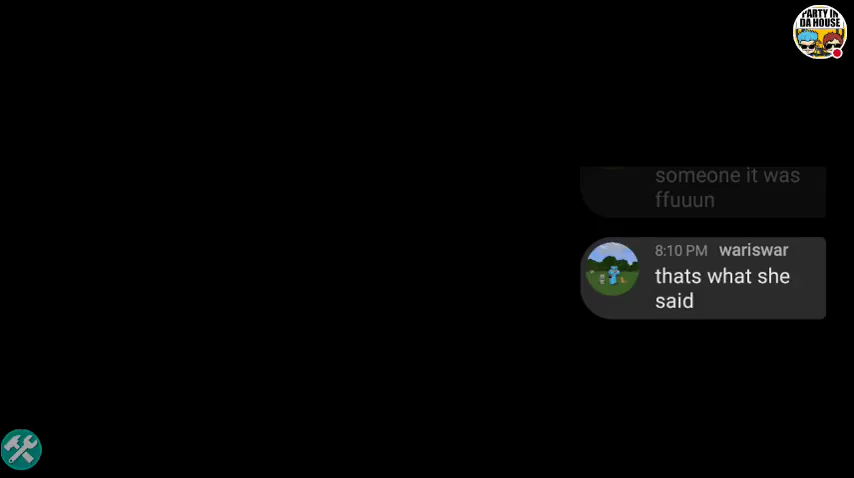 PARTY IN
DA HOUSE
someone it was
ffuuun
8:10 PM wariswar
thats what she
said